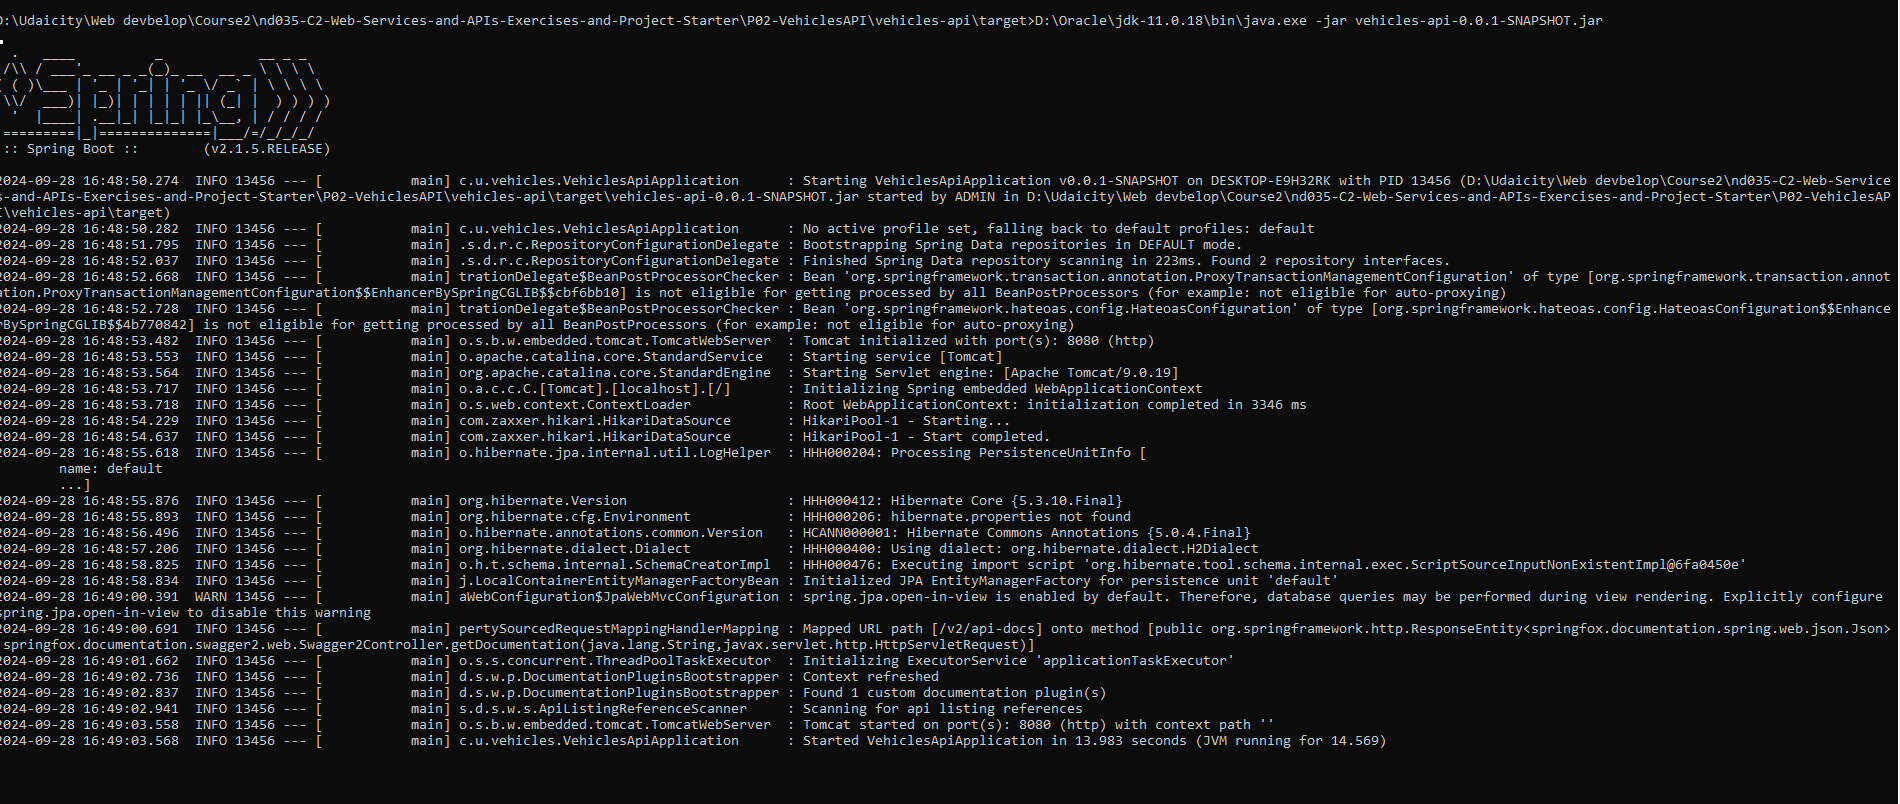 D:\Udaicity\Web devbelop\Course2\nd035-C2-Web-Services-and-APIs-Exercises-and-Project-Starter\P02-VehiclesAPI\vehicles-api\target>D:\Oracle\jdk-11.0.18\bin\java.exe -jar vehicles-api-0.0.1-SNAPSHOT.jar
:: Spring Boot ::        (v2.1.5.RELEASE)
2024-09-28 16:48:50.274  INFO 13456 --- [           main] c.u.vehicles.VehiclesApiApplication      : Starting VehiclesApiApplication v0.0.1-SNAPSHOT on DESKTOP-E9H32RK with PID 13456 (D:\Udaicity\Web devbelop\Course2\nd035-C2-Web-Service
s-and-APIs-Exercises-and-Project-Starter\P02-VehiclesAPI\vehicles-api\target\vehicles-api-0.0.1-SNAPSHOT.jar started by ADMIN in D:\Udaicity\Web devbelop\Course2\nd035-C2-Web-Services-and-APIs-Exercises-and-Project-Starter\P02-VehiclesAP
I\vehicles-api\target)
2024-09-28 16:48:50.282  INFO 13456 --- [           main] c.u.vehicles.VehiclesApiApplication      : No active profile set, falling back to default profiles: default
2024-09-28 16:48:51.795  INFO 13456 --- [           main] .s.d.r.c.RepositoryConfigurationDelegate : Bootstrapping Spring Data repositories in DEFAULT mode.
2024-09-28 16:48:52.037  INFO 13456 --- [           main] .s.d.r.c.RepositoryConfigurationDelegate : Finished Spring Data repository scanning in 223ms. Found 2 repository interfaces.
2024-09-28 16:48:52.668  INFO 13456 --- [           main] trationDelegate$BeanPostProcessorChecker : Bean 'org.springframework.transaction.annotation.ProxyTransactionManagementConfiguration' of type [org.springframework.transaction.annot
ation.ProxyTransactionManagementConfiguration$$EnhancerBySpringCGLIB$$cbf6bb10] is not eligible for getting processed by all BeanPostProcessors (for example: not eligible for auto-proxying)
2024-09-28 16:48:52.728  INFO 13456 --- [           main] trationDelegate$BeanPostProcessorChecker : Bean 'org.springframework.hateoas.config.HateoasConfiguration' of type [org.springframework.hateoas.config.HateoasConfiguration$$Enhance
rBySpringCGLIB$$4b770842] is not eligible for getting processed by all BeanPostProcessors (for example: not eligible for auto-proxying)
2024-09-28 16:48:53.482  INFO 13456 --- [           main] o.s.b.w.embedded.tomcat.TomcatWebServer  : Tomcat initialized with port(s): 8080 (http)
2024-09-28 16:48:53.553  INFO 13456 --- [           main] o.apache.catalina.core.StandardService   : Starting service [Tomcat]
2024-09-28 16:48:53.564  INFO 13456 --- [           main] org.apache.catalina.core.StandardEngine  : Starting Servlet engine: [Apache Tomcat/9.0.19]
2024-09-28 16:48:53.717  INFO 13456 --- [           main] o.a.c.c.C.[Tomcat].[localhost].[/]       : Initializing Spring embedded WebApplicationContext
2024-09-28 16:48:53.718  INFO 13456 --- [           main] o.s.web.context.ContextLoader            : Root WebApplicationContext: initialization completed in 3346 ms
2024-09-28 16:48:54.229  INFO 13456 --- [           main] com.zaxxer.hikari.HikariDataSource       : HikariPool-1 - Starting...
2024-09-28 16:48:54.637  INFO 13456 --- [           main] com.zaxxer.hikari.HikariDataSource       : HikariPool-1 - Start completed.
2024-09-28 16:48:55.618  INFO 13456 --- [           main] o.hibernate.jpa.internal.util.LogHelper  : HHH000204: Processing PersistenceUnitInfo [
name: default
...]
2024-09-28 16:48:55.876  INFO 13456 --- [           main] org.hibernate.Version                    : HHH000412: Hibernate Core {5.3.10.Final}
2024-09-28 16:48:55.893  INFO 13456 --- [           main] org.hibernate.cfg.Environment            : HHH000206: hibernate.properties not found
2024-09-28 16:48:56.496  INFO 13456 --- [           main] o.hibernate.annotations.common.Version   : HCANN000001: Hibernate Commons Annotations {5.0.4.Final}
2024-09-28 16:48:57.206  INFO 13456 --- [           main] org.hibernate.dialect.Dialect            : HHH000400: Using dialect: org.hibernate.dialect.H2Dialect
2024-09-28 16:48:58.825  INFO 13456 --- [           main] o.h.t.schema.internal.SchemaCreatorImpl  : HHH000476: Executing import script 'org.hibernate.tool.schema.internal.exec.ScriptSourceInputNonExistentImpl@6fa0450e'
2024-09-28 16:48:58.834  INFO 13456 --- [           main] j.LocalContainerEntityManagerFactoryBean : Initialized JPA EntityManagerFactory for persistence unit 'default'
2024-09-28 16:49:00.391  WARN 13456 --- [           main] aWebConfiguration$JpaWebMvcConfiguration : spring.jpa.open-in-view is enabled by default. Therefore, database queries may be performed during view rendering. Explicitly configure
spring.jpa.open-in-view to disable this warning
2024-09-28 16:49:00.691  INFO 13456 --- [           main] pertySourcedRequestMappingHandlerMapping : Mapped URL path [/v2/api-docs] onto method [public org.springframework.http.ResponseEntity<springfox.documentation.spring.web.json.Json>
springfox.documentation.swagger2.web.Swagger2Controller.getDocumentation(java.lang.String,javax.servlet.http.HttpServletRequest)]
2024-09-28 16:49:01.662  INFO 13456 --- [           main] o.s.s.concurrent.ThreadPoolTaskExecutor  : Initializing ExecutorService 'applicationTaskExecutor'
2024-09-28 16:49:02.736  INFO 13456 --- [           main] d.s.w.p.DocumentationPluginsBootstrapper : Context refreshed
2024-09-28 16:49:02.837  INFO 13456 --- [           main] d.s.w.p.DocumentationPluginsBootstrapper : Found 1 custom documentation plugin(s)
2024-09-28 16:49:02.941  INFO 13456 --- [           main] s.d.s.w.s.ApiListingReferenceScanner     : Scanning for api listing references
2024-09-28 16:49:03.558  INFO 13456 --- [           main] o.s.b.w.embedded.tomcat.TomcatWebServer  : Tomcat started on port(s): 8080 (http) with context path ''
2024-09-28 16:49:03.568  INFO 13456 --- [           main] c.u.vehicles.VehiclesApiApplication      : Started VehiclesApiApplication in 13.983 seconds (JVM running for 14.569)